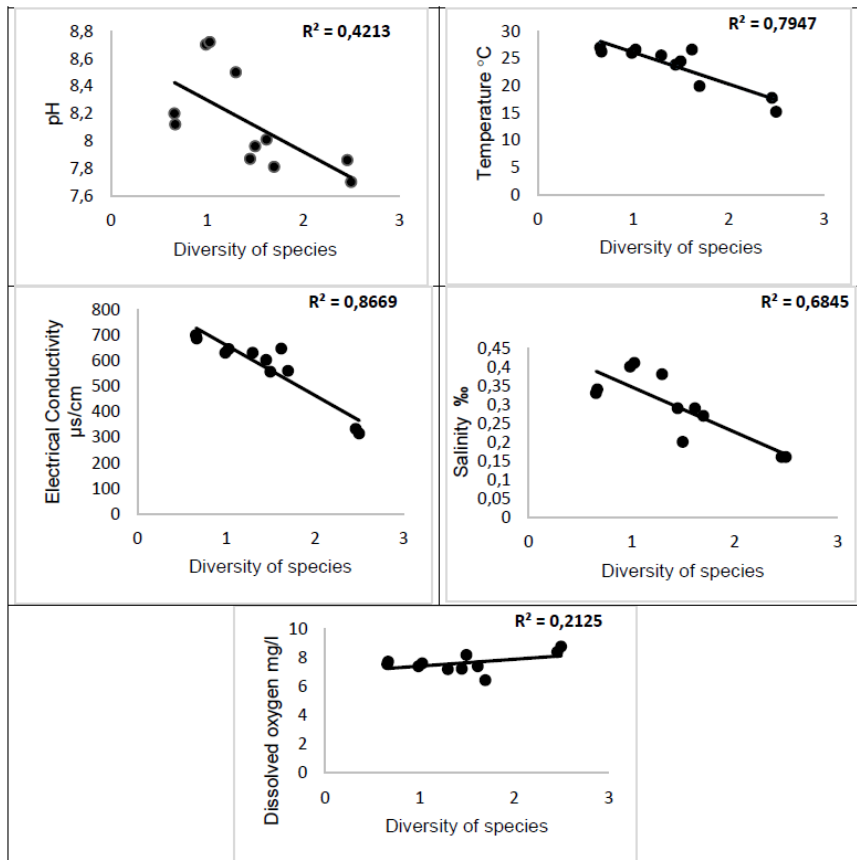 R² = 0,4213
8,8
8,6
8,4
8,2
8
7,8
7,6
pH
0 1 2 3
Diversity of species
R² = 0,7947
30
25
20
15
10
5
0
Temperature °C
0 1 2 3
Diversity of species
R² = 0,8669
800
700
600
500
400
300
200
100
0
Electrical Conductivity
µs/cm
0 1 2 3
Diversity of species
R² = 0,6845
0,45
0,4
0,35
0,3
0,25
0,2
0,15
0,1
0,05
0
Salinity ‰
0 1 2 3
Diversity of species
R² = 0,2125
10
8
6
4
2
0
Dissolved oxygen mg/l
0 1 2 3
Diversity of species